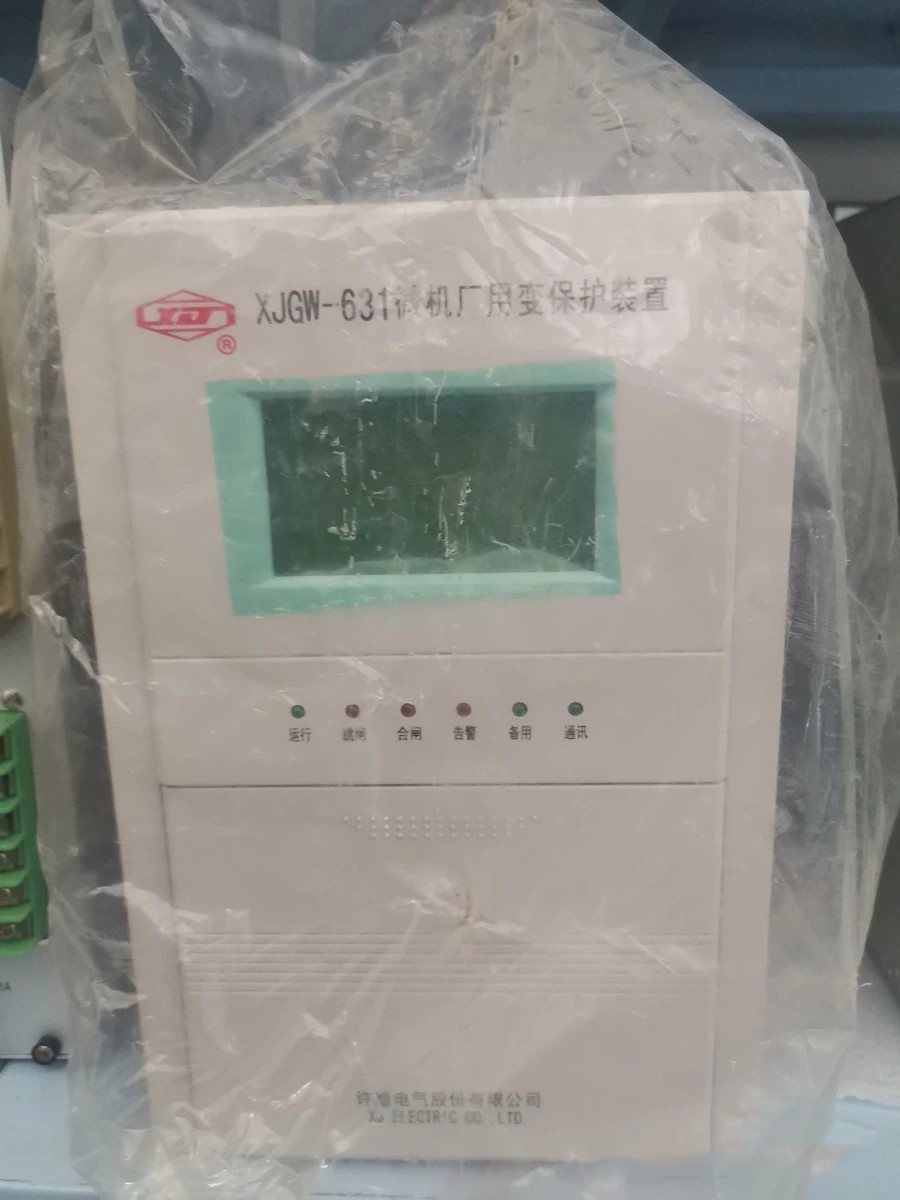 XJ
®
XJGW-631微机厂用变保护装置
运行 跳闸 合闸 告警 备用 通讯
许继电气股份有限公司
XJ ELECTRIC CO.,LTD